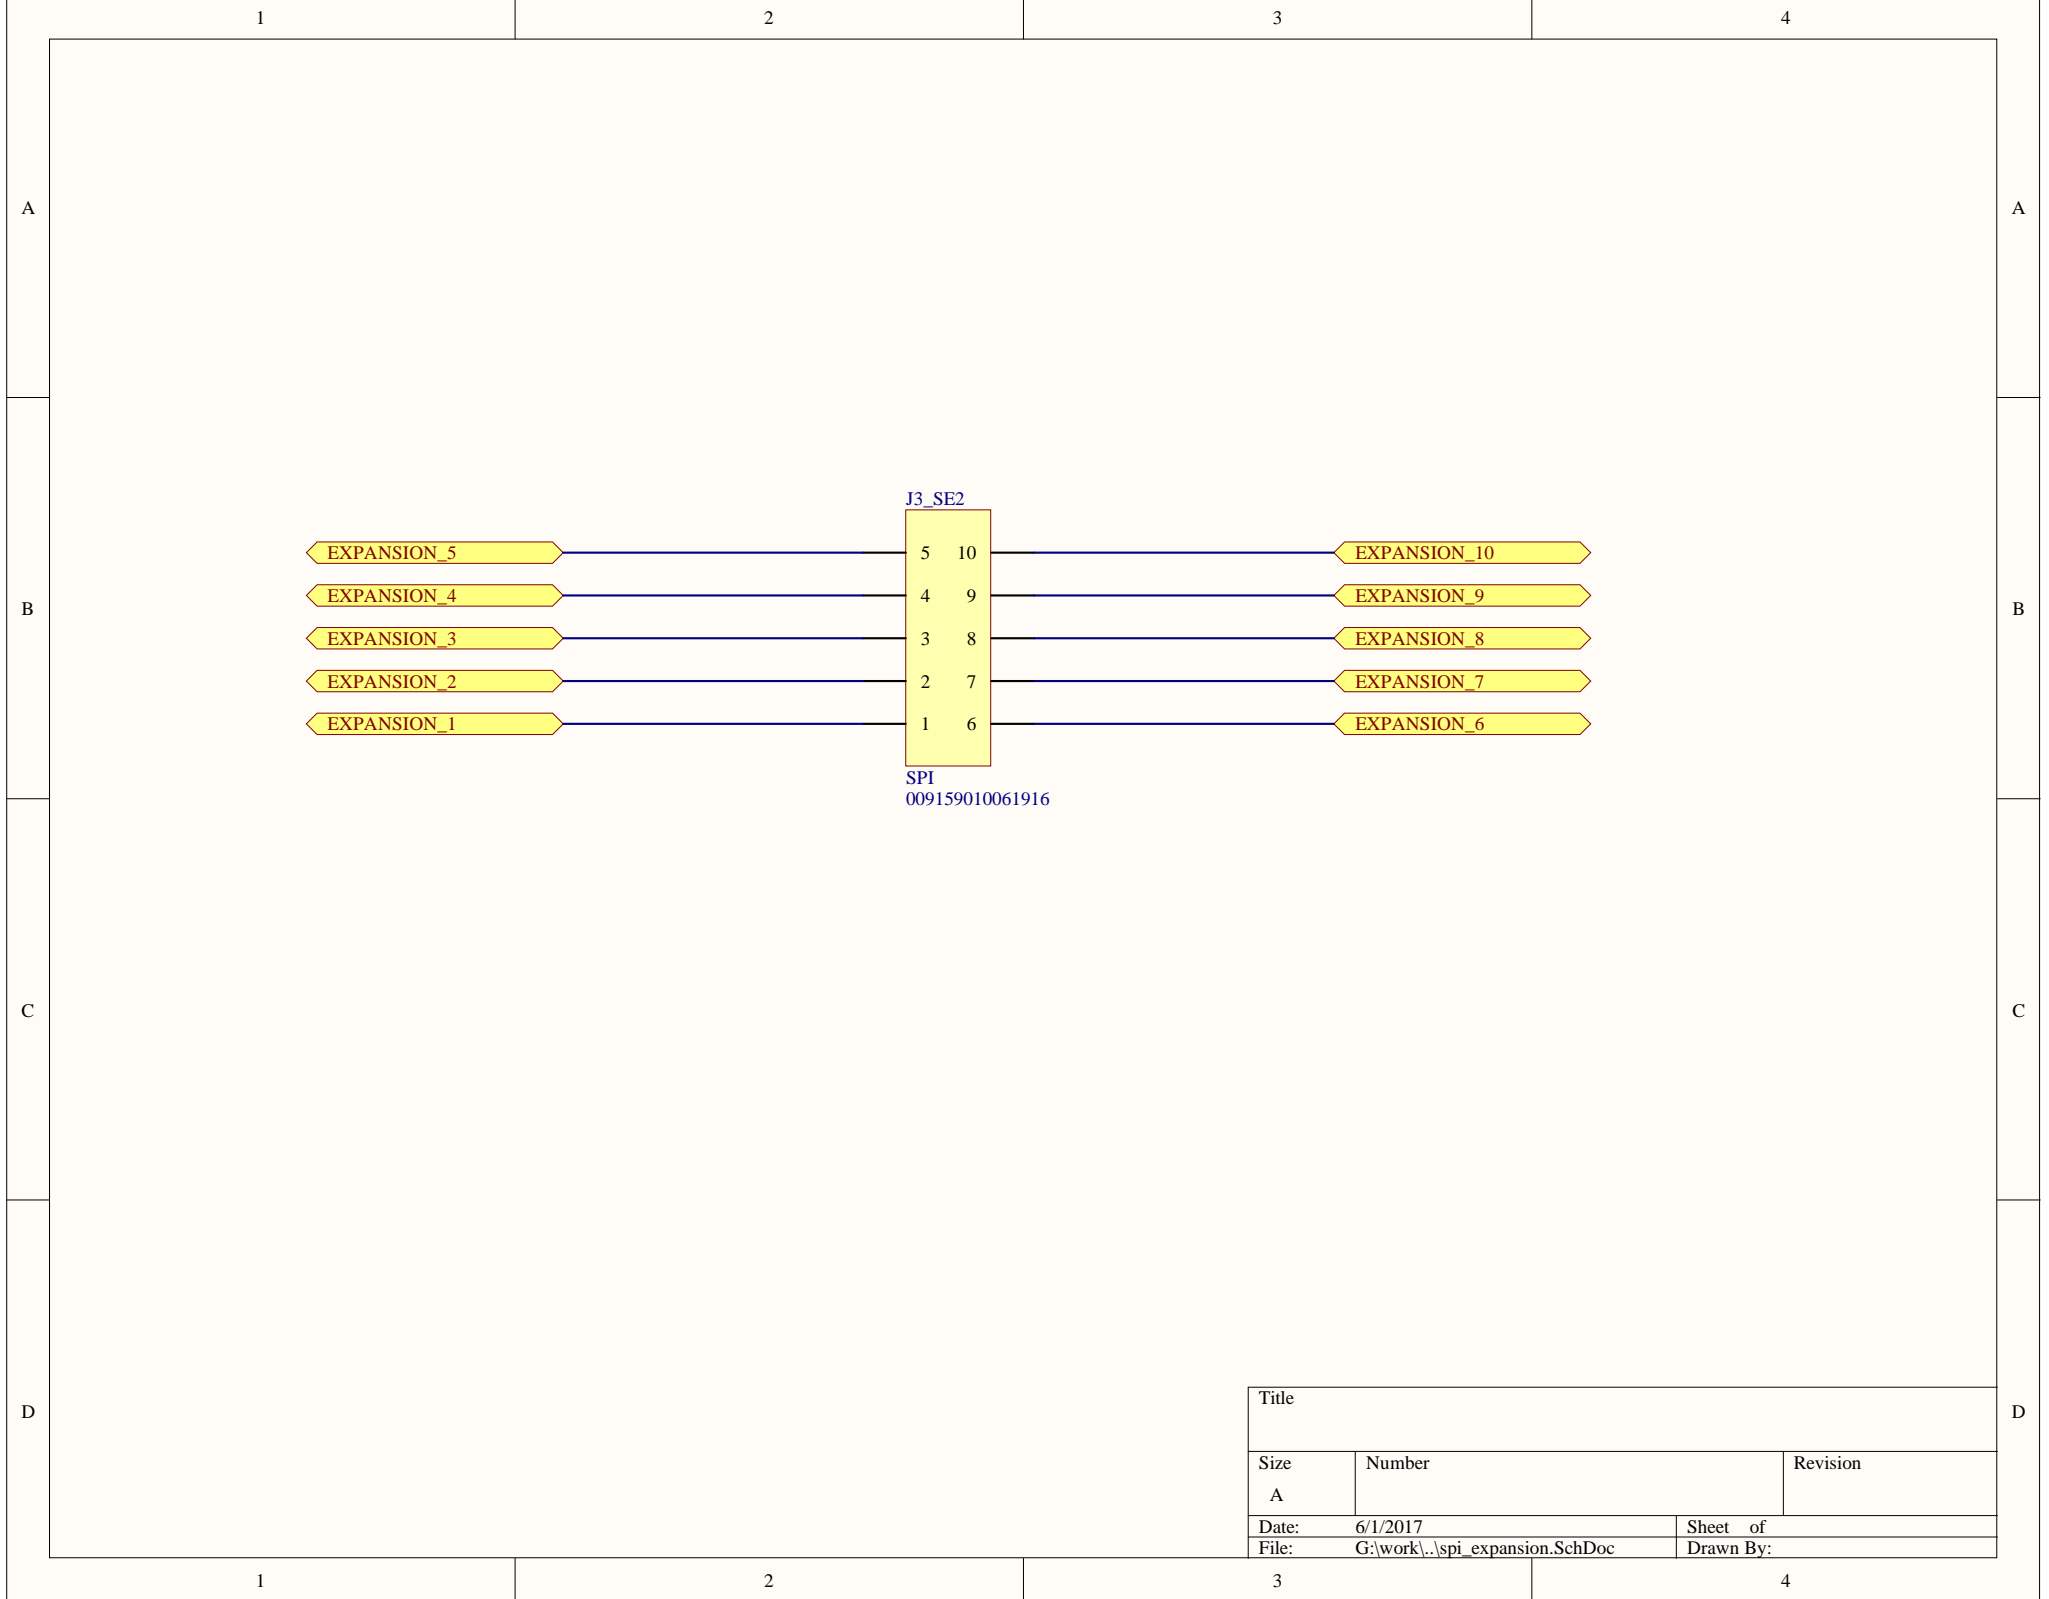 1 2 3 4
A A
J3_SE2
EXPANSION_5 5 10 EXPANSION_10
EXPANSION_4 4 9 EXPANSION_9
B B
EXPANSION_3 3 8 EXPANSION_8
EXPANSION_2 2 7 EXPANSION_7
EXPANSION_1 1 6 EXPANSION_6
SPI
009159010061916
C C
Title
D D
Size Number Revision
A
Date: 6/1/2017 Sheet of
File: G:\work\..\spi_expansion.SchDoc Drawn By:
1 2 3 4